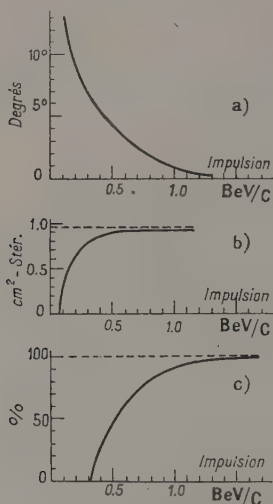 10°
Degrés
5°
a)
Impulsion
0
0.5
1.0
BeV/C
1.0
cm² - Stér.
b)
0.5
Impulsion
0
0.5
1.0
BeV/C
100
%
50
c)
Impulsion
0
0.5
1.0
BeV/C